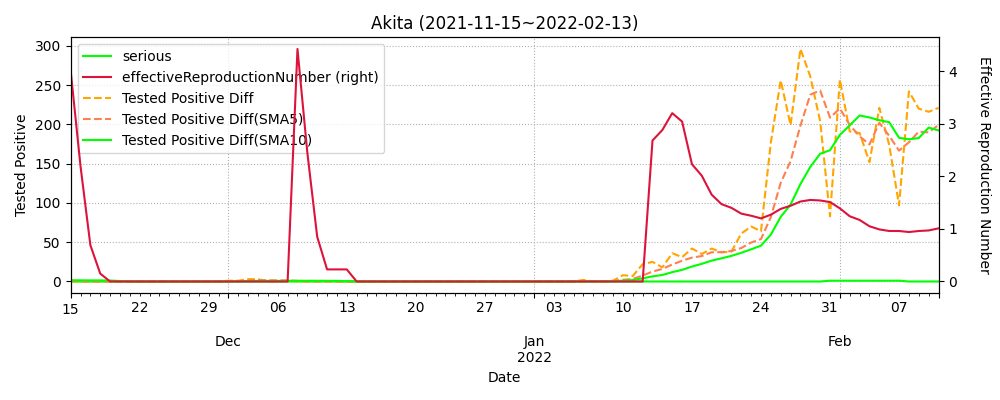 Akita (2021-11-15~2022-02-13)
serious
effectiveReproductionNumber (right)
Tested Positive Diff
Tested Positive Diff(SMA5)
Tested Positive Diff(SMA10)
Tested Positive
300
250
200
150
100
50
0
4
3
2
1
0
Effective Reproduction Number
15 22 29 06 13 20 27 03 10 17 24 31 07
Dec Jan Feb
2022
Date